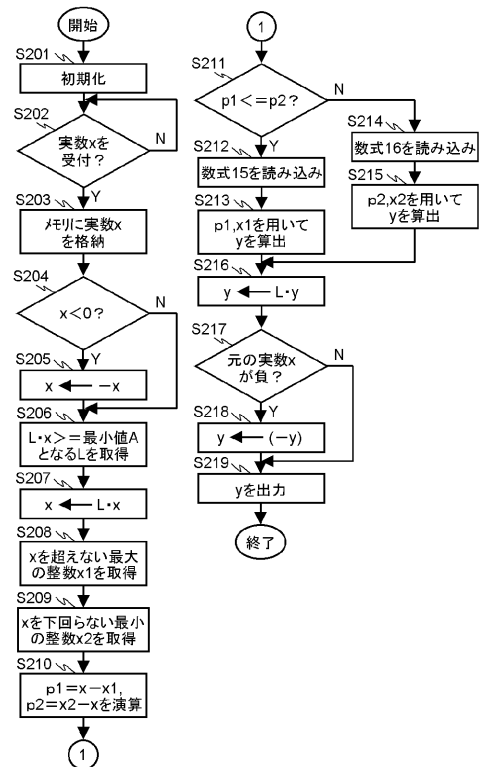 開始
S201
初期化
S202
実数xを
受付？
N
Y
S203
メモリに実数x
を格納
S204
x＜0？
N
Y
S205
x ← －x
S206
L・x＞＝最小値A
となるLを取得
S207
x ← L・x
S208
xを超えない最大
の整数x1を取得
S209
xを下回らない最小
の整数x2を取得
S210
p1＝x－x1，
p2＝x2－xを演算
1
1
S211
p1＜＝p2？
N
Y
S212
数式15を読み込み
S213
p1,x1を用いて
yを算出
S214
数式16を読み込み
S215
p2,x2を用いて
yを算出
S216
y ← L・y
S217
元の実数x
が負？
N
Y
S218
y ← (－y)
S219
yを出力
終了